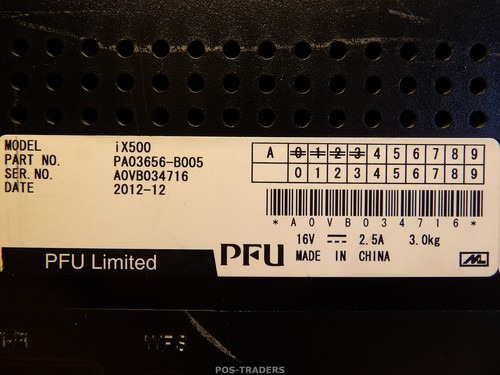 MODEL iX500
PART NO. PA03656-B005
SER. NO. A0VB034716
DATE 2012-12
A 0 1 2 3 4 5 6 7 8 9
0 1 2 3 4 5 6 7 8 9
*A0VB034716*
16V 2.5A 3.0kg
PFU Limited
PFU
MADE IN CHINA
POS-TRADERS